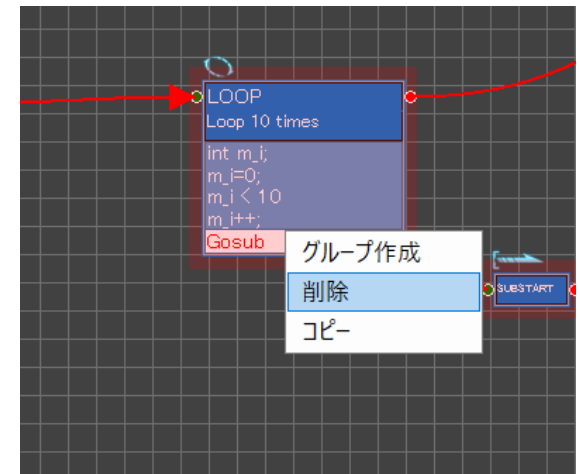 LOOP
Loop 10 times
int m_i;
m_i=0;
m_i < 10
m_i++;
Gosub
グループ作成
削除
コピー
SUBSTART